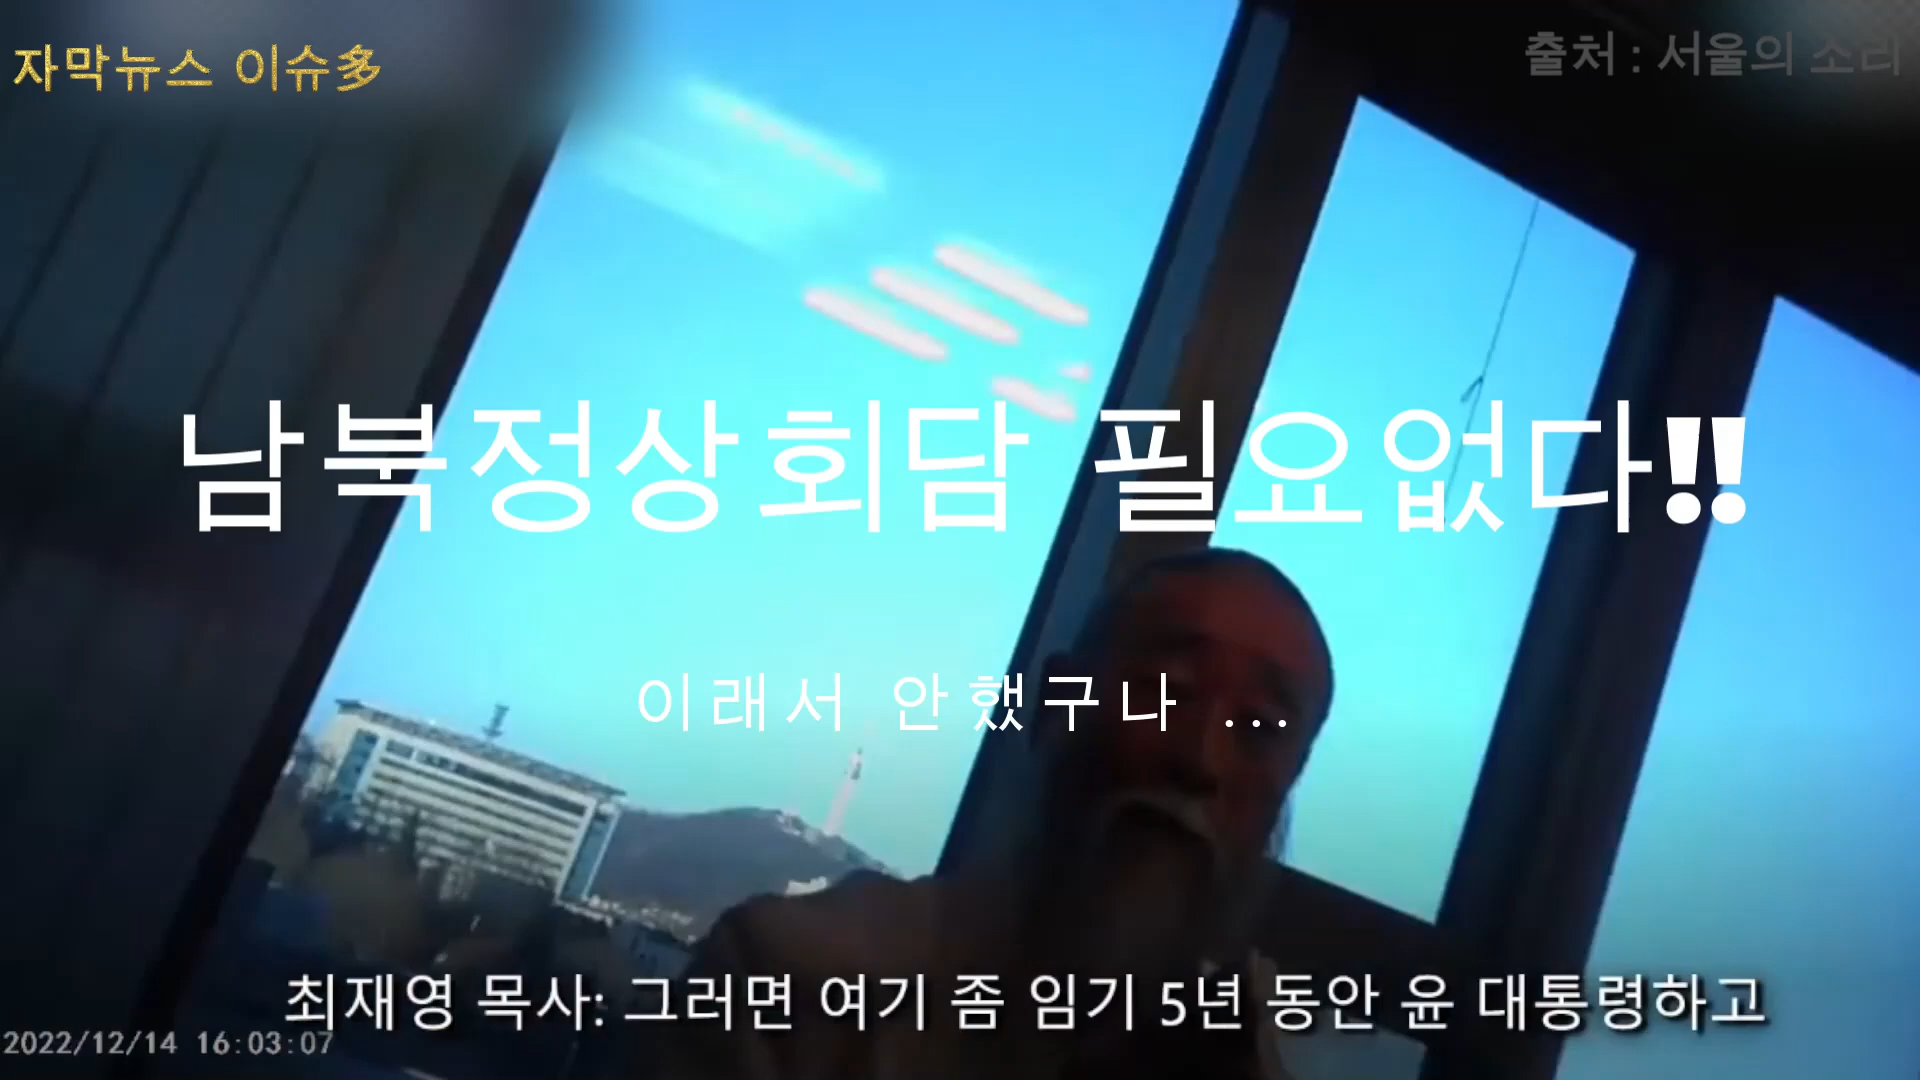 자막뉴스 이슈多
출처 : 서울의 소리
남북정상회담 필요없다!!
이래서 안했구나 ...
최재영 목사: 그러면 여기 좀 임기 5년 동안 윤 대통령하고
2022/12/14 16:03:07